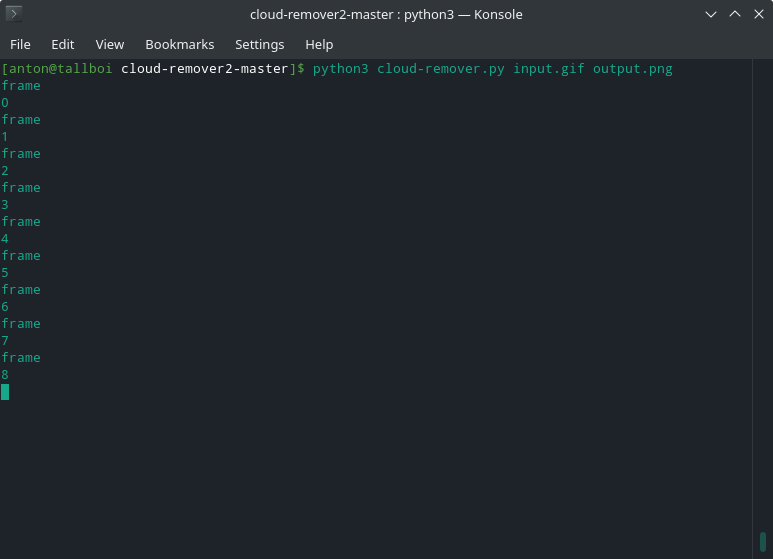 cloud-remover2-master : python3 — Konsole
File Edit View Bookmarks Settings Help
[anton@tallboi cloud-remover2-master]$ python3 cloud-remover.py input.gif output.png
frame
0
frame
1
frame
2
frame
3
frame
4
frame
5
frame
6
frame
7
frame
8